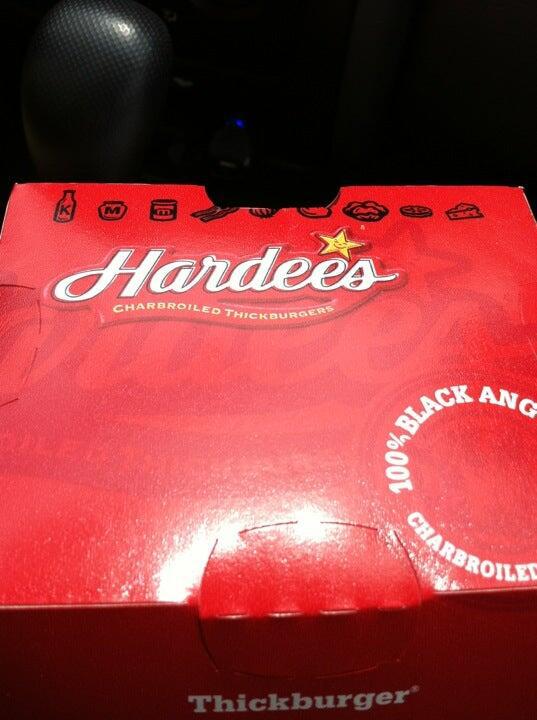 K M
Hardee's
CHARBROILED THICKBURGERS
100% BLACK ANG
CHARBROILED
Thickburger®